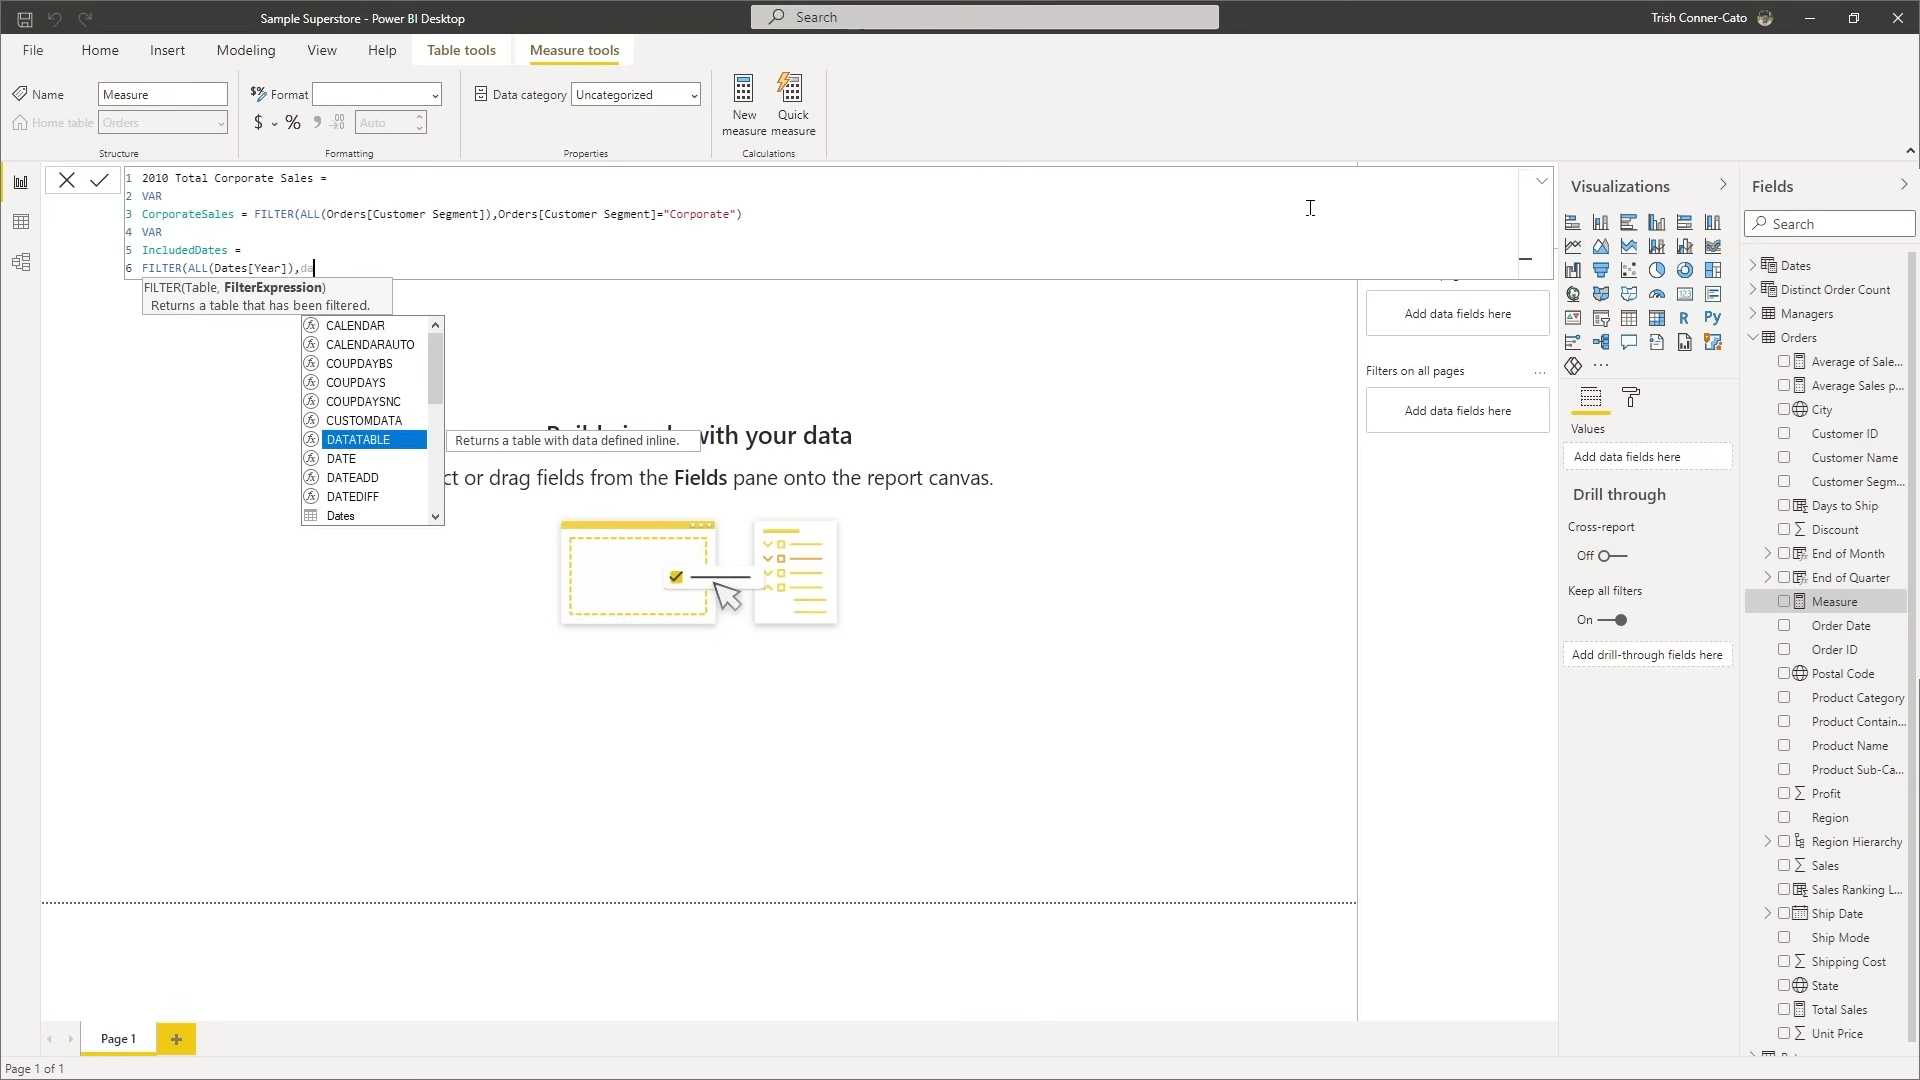 Sample Superstore - Power BI Desktop
Search
Trish Conner-Cato
File
Home
Insert
Modeling
View
Help
Table tools
Measure tools
Name
Measure
Home table
Orders
Structure
$% Format
$ % Auto
Formatting
Data category
Uncategorized
Properties
New measure
Quick measure
Calculations
1 2010 Total Corporate Sales =
2 VAR
3 CorporateSales = FILTER(ALL(Orders[Customer Segment]),Orders[Customer Segment]="Corporate")
4 VAR
5 IncludedDates =
6 FILTER(ALL(Dates[Year]),da
FILTER(Table, FilterExpression)
Returns a table that has been filtered.
CALENDAR
CALENDARAUTO
COUPDAYBS
COUPDAYS
COUPDAYSNC
CUSTOMDATA
DATATABLE
Returns a table with data defined inline.
DATE
DATEADD
DATEDIFF
Dates
with your data
ct or drag fields from the Fields pane onto the report canvas.
Add data fields here
Filters on all pages
...
Add data fields here
Visualizations
R
Py
...
Values
Add data fields here
Drill through
Cross-report
Off
Keep all filters
On
Add drill-through fields here
Fields
Search
Dates
Distinct Order Count
Managers
Orders
Average of Sale...
Average Sales p...
City
Customer ID
Customer Name
Customer Segm...
Days to Ship
Discount
End of Month
End of Quarter
Measure
Order Date
Order ID
Postal Code
Product Category
Product Contain...
Product Name
Product Sub-Ca...
Profit
Region
Region Hierarchy
Sales
Sales Ranking L...
Ship Date
Ship Mode
Shipping Cost
State
Total Sales
Unit Price
Page 1
+
Page 1 of 1